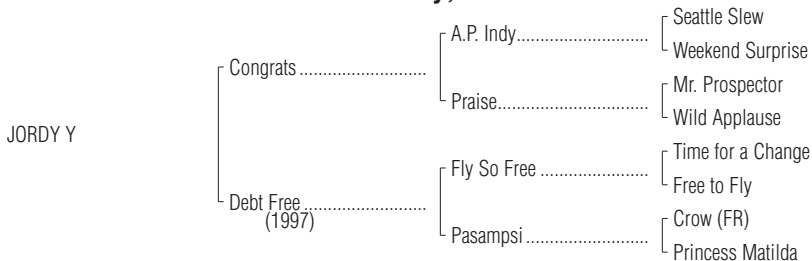 Seattle Slew
A.P. Indy..............................
Weekend Surprise
Congrats ............................
Mr. Prospector
Praise..................................
Wild Applause
JORDY Y
Time for a Change
Fly So Free ........................
Free to Fly
Debt Free ...........................
(1997)
Crow (FR)
Pasampsi ...........................
Princess Matilda